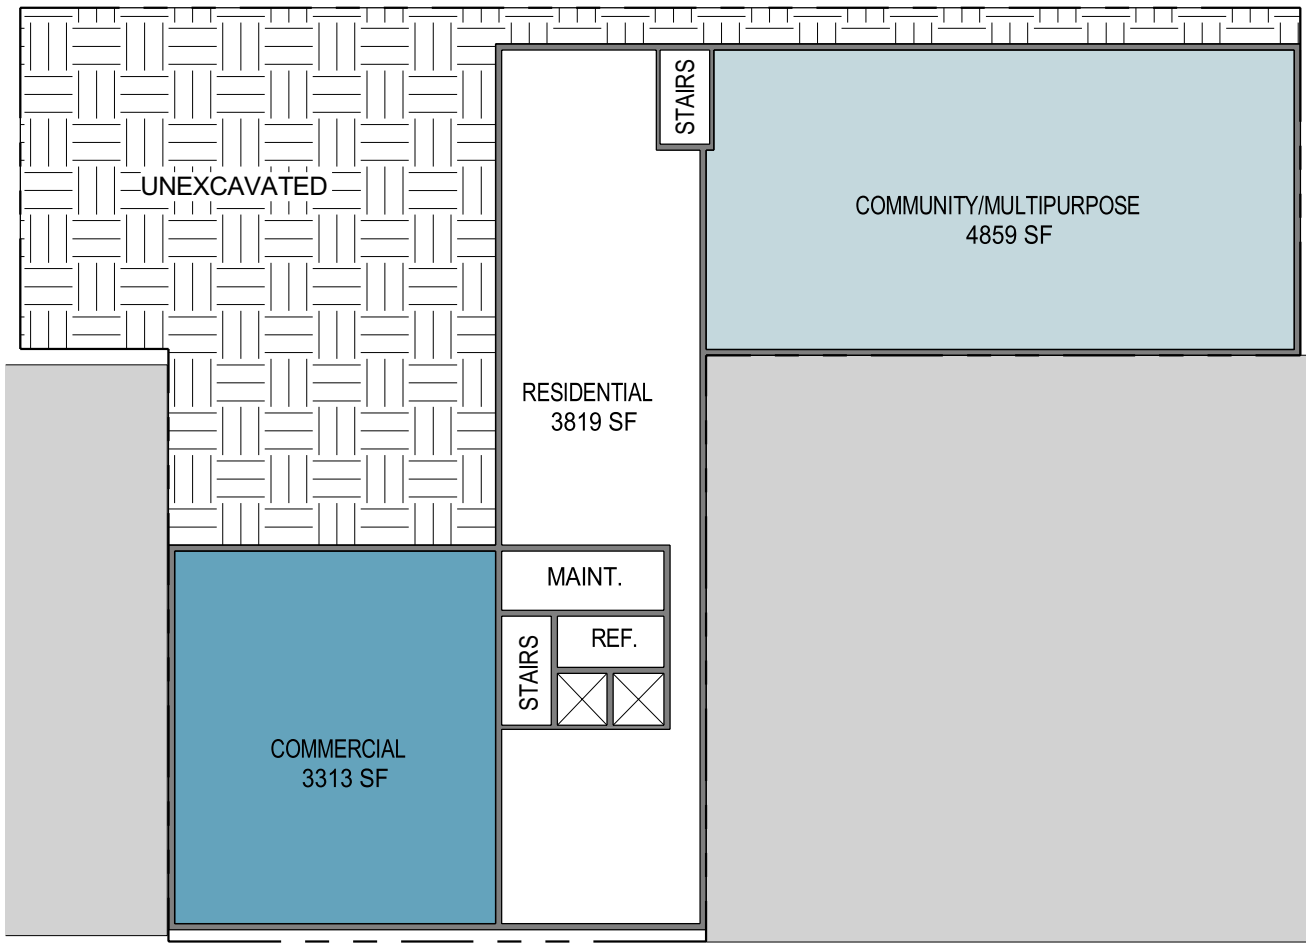 STAIRS
UNEXCAVATED
COMMUNITY/MULTIPURPOSE
4859 SF
RESIDENTIAL
3819 SF
MAINT.
REF.
STAIRS
COMMERCIAL
3313 SF